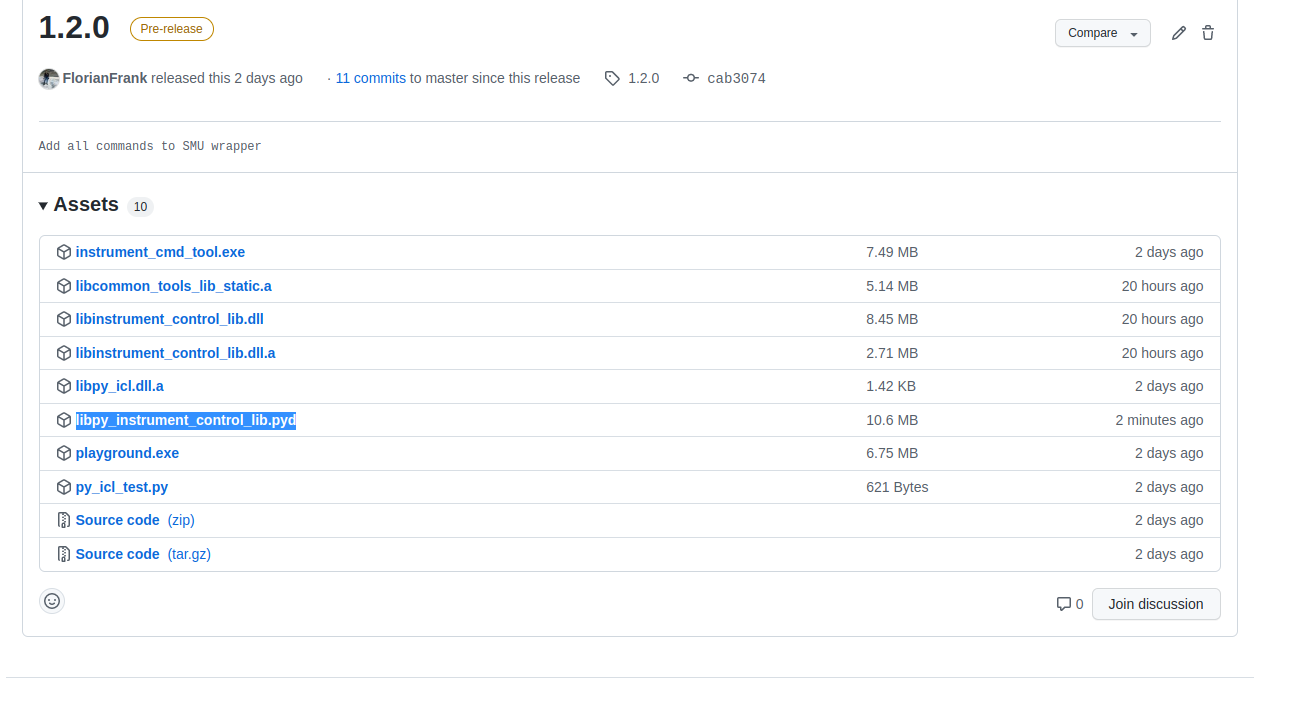 1.2.0 Pre-release Compare
FlorianFrank released this 2 days ago · 11 commits to master since this release 1.2.0 cab3074
Add all commands to SMU wrapper
Assets 10
instrument_cmd_tool.exe 7.49 MB 2 days ago
libcommon_tools_lib_static.a 5.14 MB 20 hours ago
libinstrument_control_lib.dll 8.45 MB 20 hours ago
libinstrument_control_lib.dll.a 2.71 MB 20 hours ago
libpy_icl.dll.a 1.42 KB 2 days ago
libpy_instrument_control_lib.pyd 10.6 MB 2 minutes ago
playground.exe 6.75 MB 2 days ago
py_icl_test.py 621 Bytes 2 days ago
Source code (zip) 2 days ago
Source code (tar.gz) 2 days ago
0 Join discussion